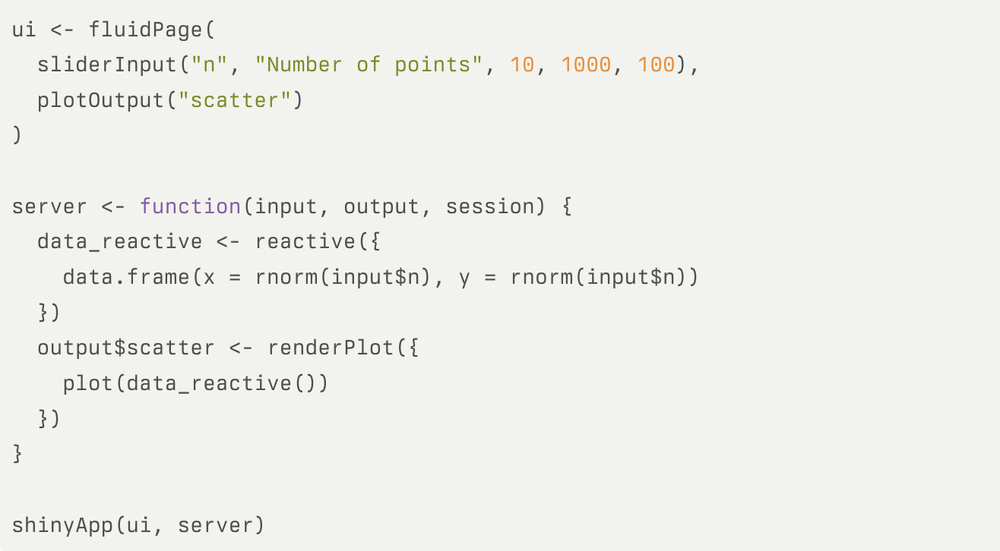 ui <- fluidPage(
  sliderInput("n", "Number of points", 10, 1000, 100),
  plotOutput("scatter")
)

server <- function(input, output, session) {
  data_reactive <- reactive({
    data.frame(x = rnorm(input$n), y = rnorm(input$n))
  })
  output$scatter <- renderPlot({
    plot(data_reactive())
  })
}

shinyApp(ui, server)